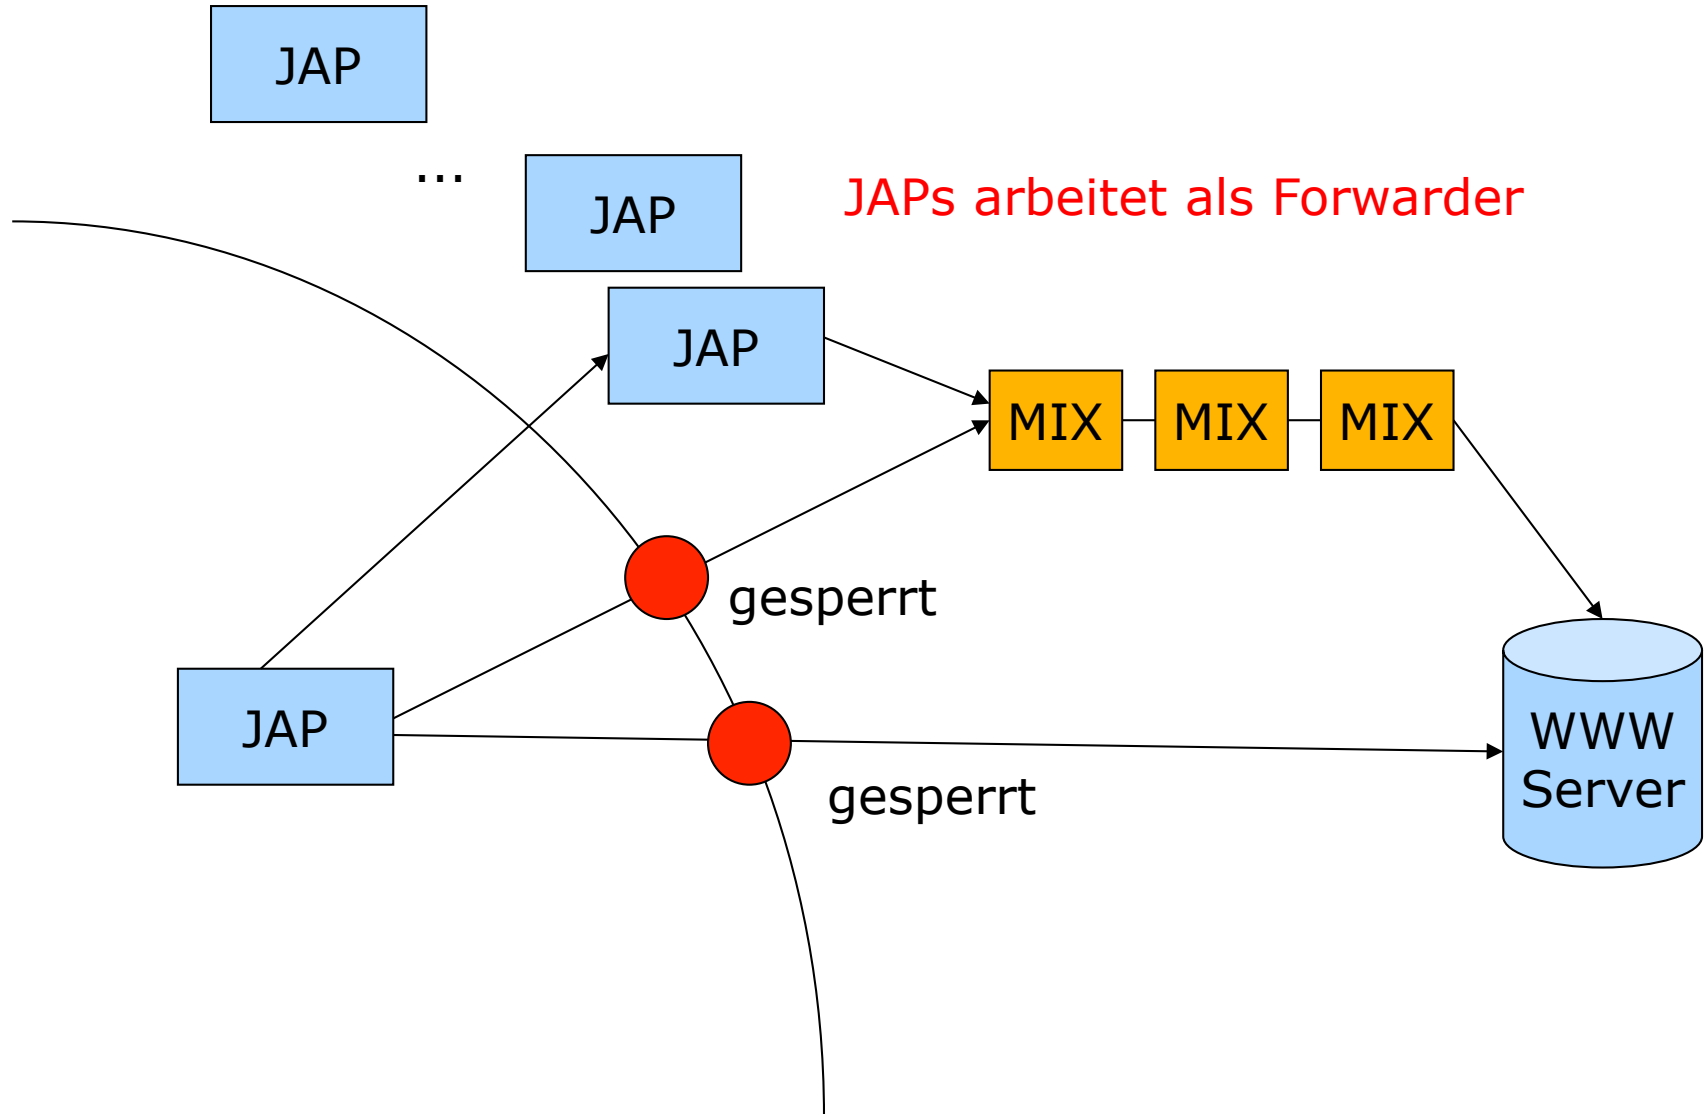 JAP
...
JAP
JAPs arbeitet als Forwarder
JAP
MIX
MIX
MIX
gesperrt
JAP
WWW
Server
gesperrt